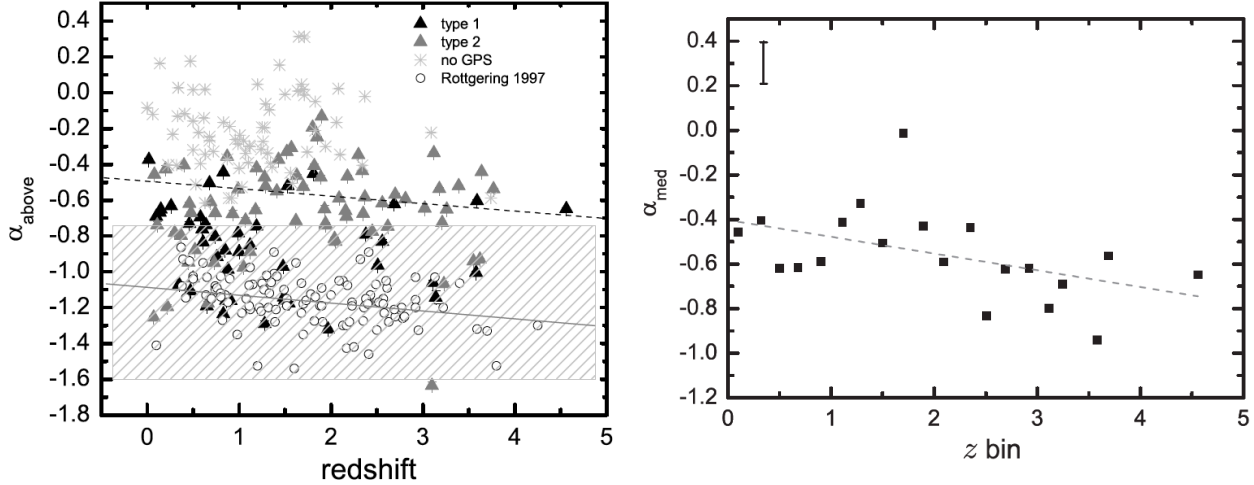 0.4
0.2
0.0
-0.2
-0.4
-0.6
-0.8
-1.0
-1.2
-1.4
-1.6
-1.8
α_above
type 1
type 2
no GPS
Rottgering 1997
0 1 2 3 4 5
redshift
0.4
-0.6
0.0
-0.2
-0.4
-0.6
-0.8
-1.0
-1.2
α_med
0 1 2 3 4 5
z bin